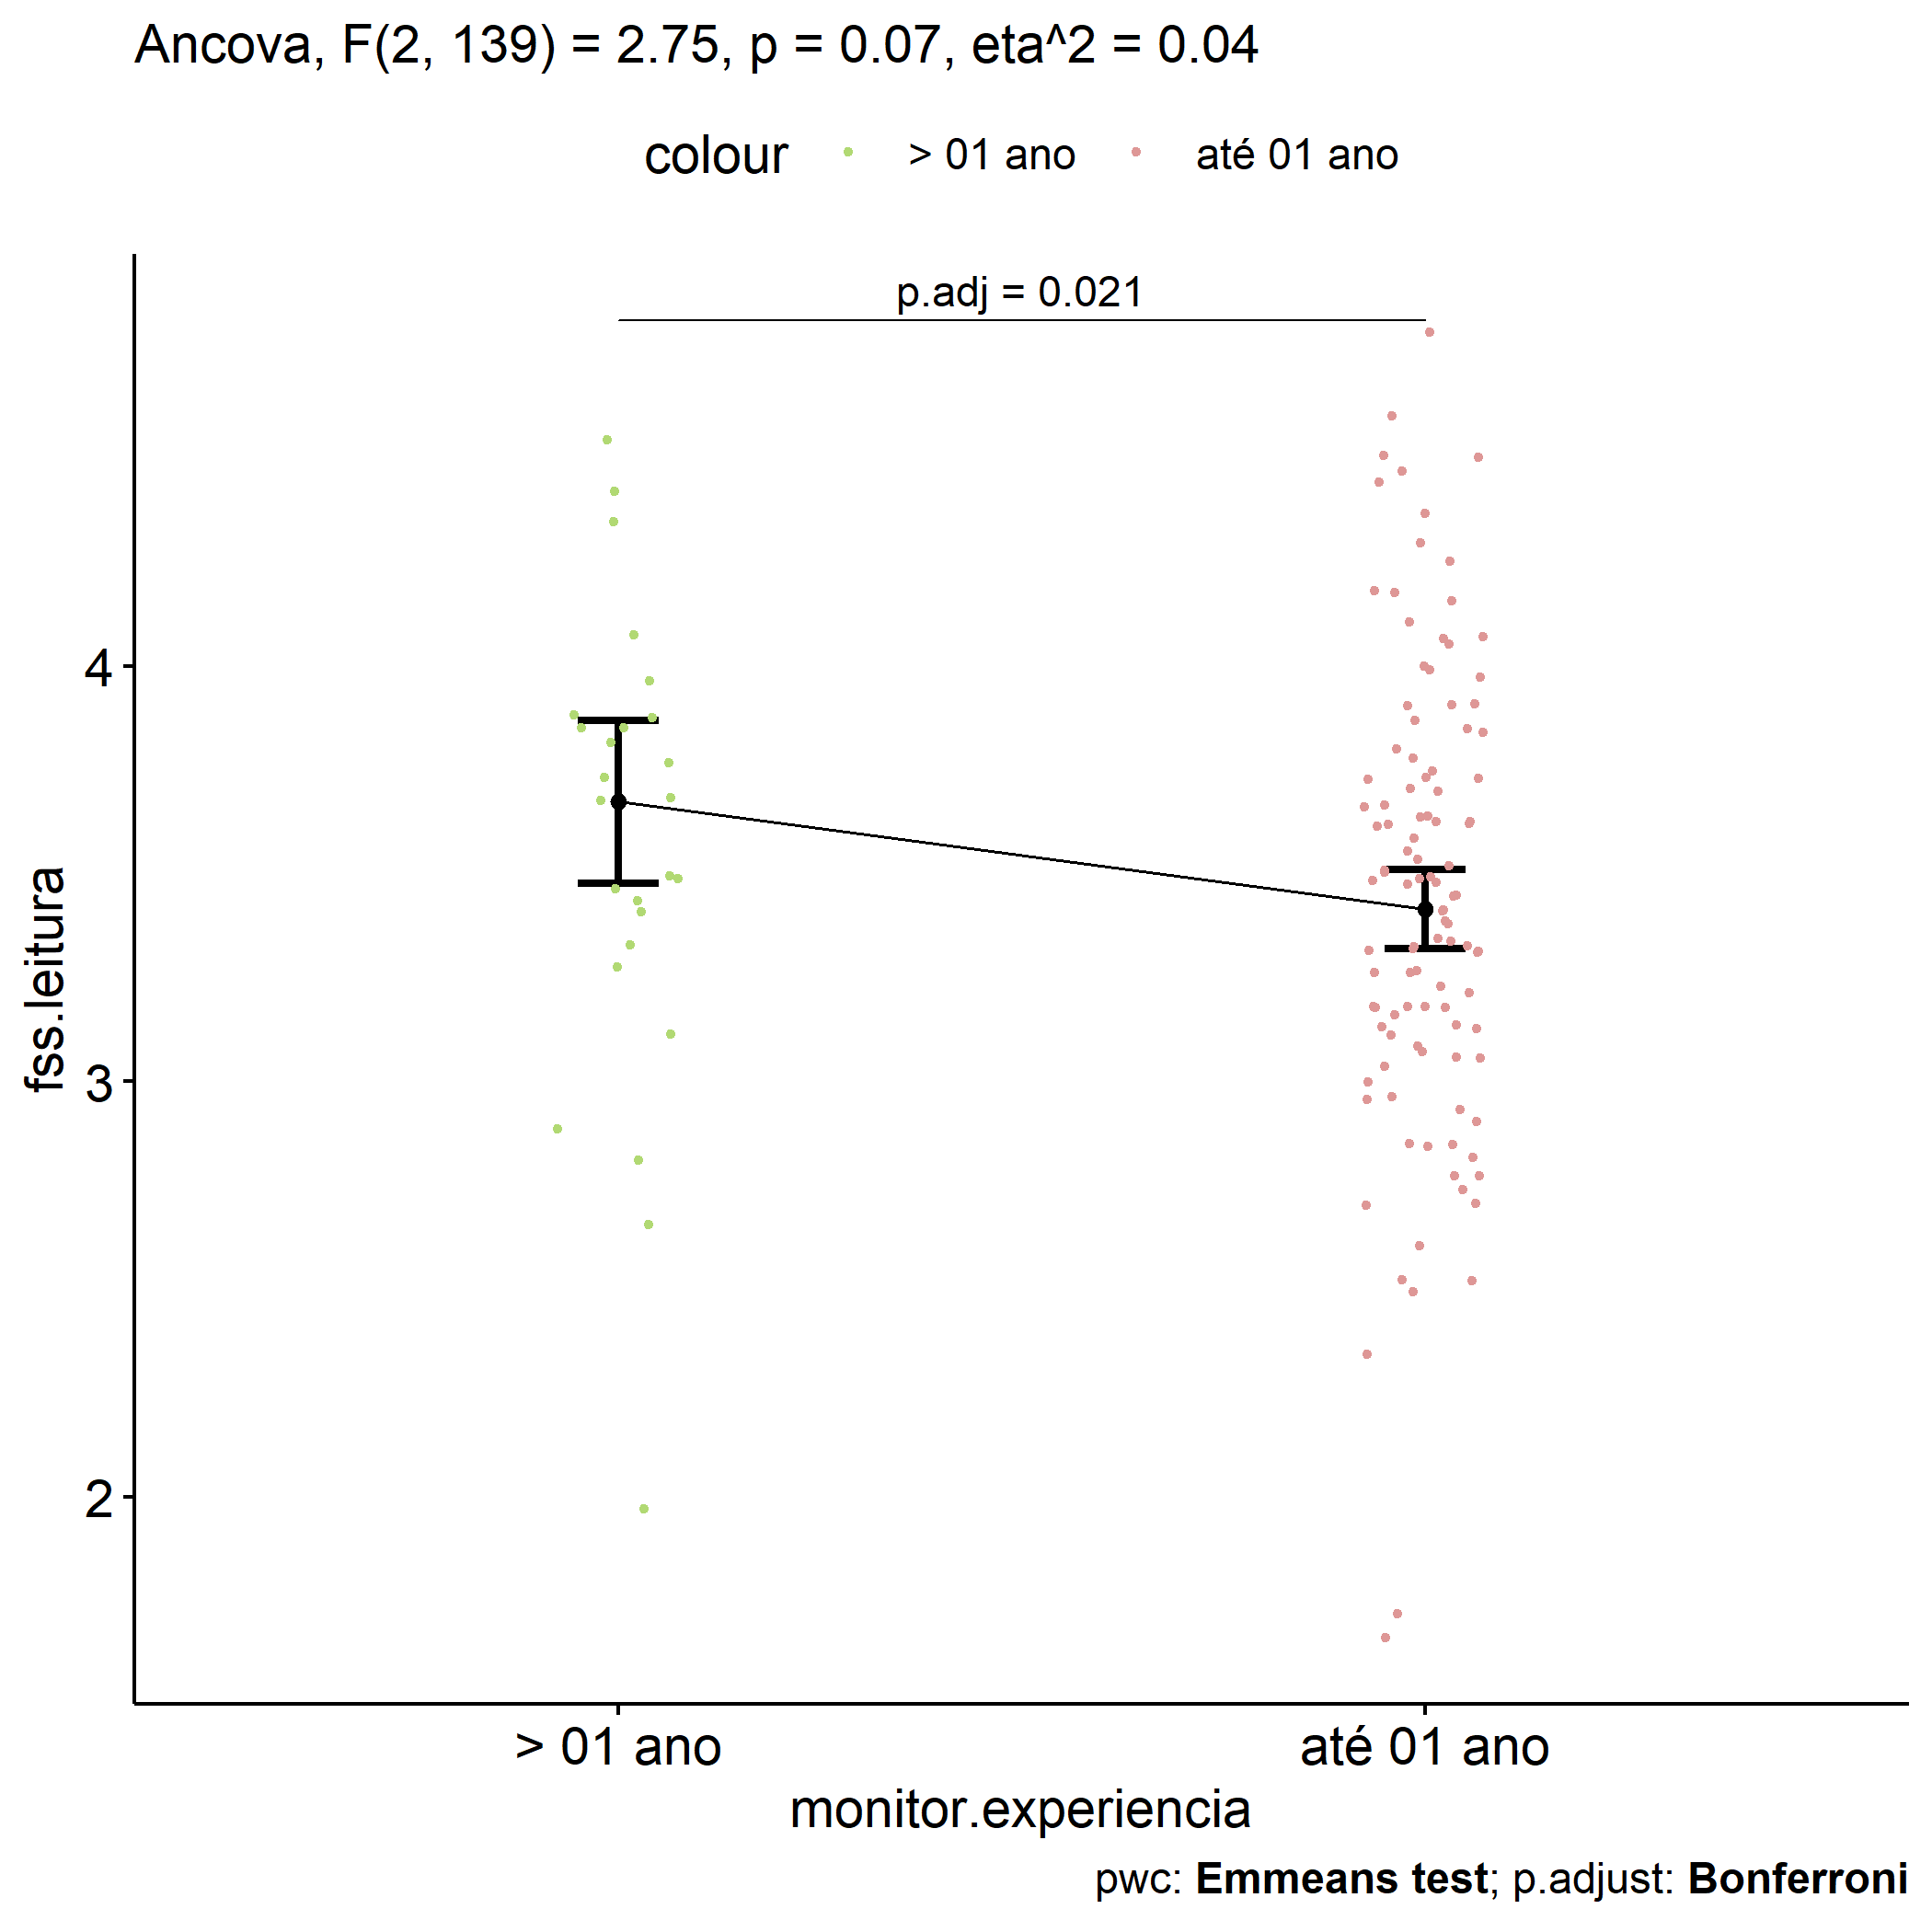 Ancova, F(2, 139) = 2.75, p = 0.07, eta^2 = 0.04
colour > 01 ano até 01 ano
p.adj = 0.021
4
3
2
fss.leitura
> 01 ano até 01 ano
monitor.experiencia
pwc: Emmeans test; p.adjust: Bonferroni